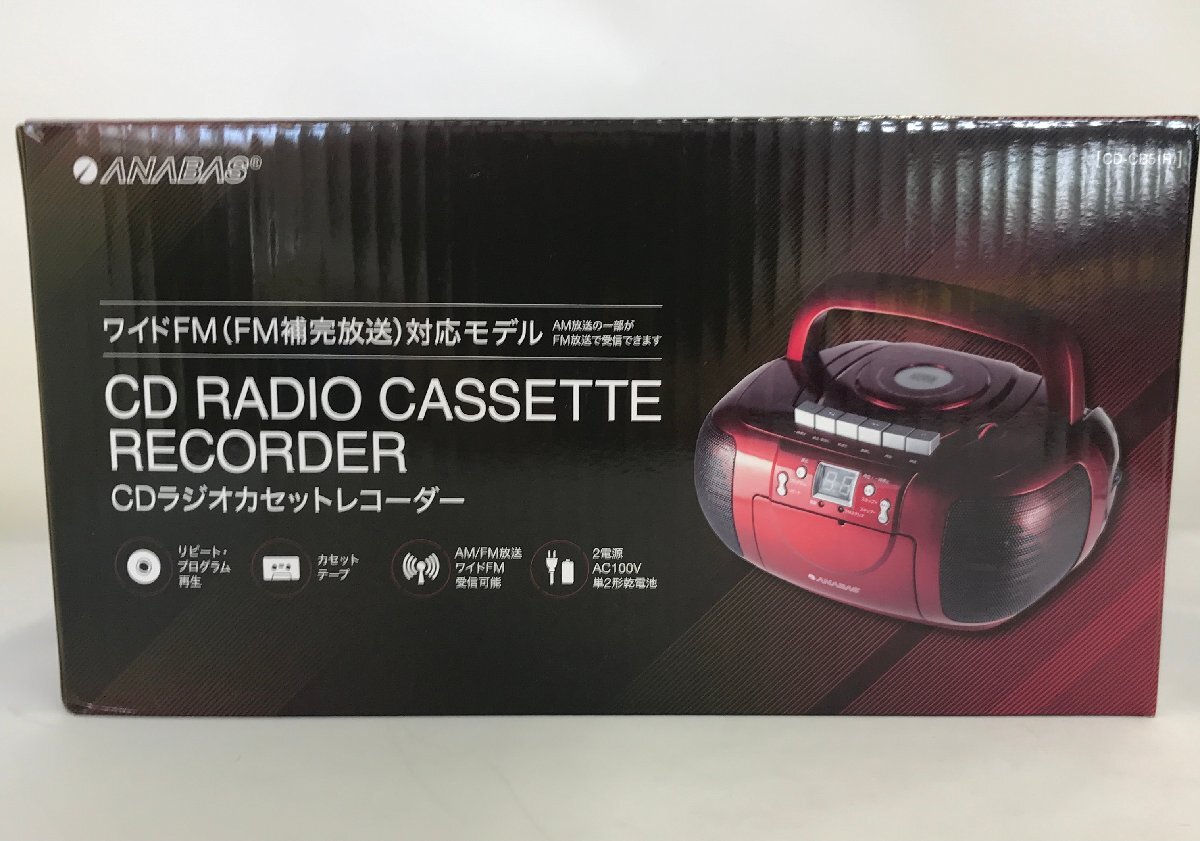 ANABAS®
[CD-CB5(R)]
ワイドFM(FM補完放送)対応モデル
AM放送の一部が
FM放送で受信できます
CD RADIO CASSETTE
RECORDER
CDラジオカセットレコーダー
リピート・
プログラム
再生
カセット
テープ
AM/FM放送
ワイドFM
受信可能
2電源
AC100V
単2形乾電池
ANABAS